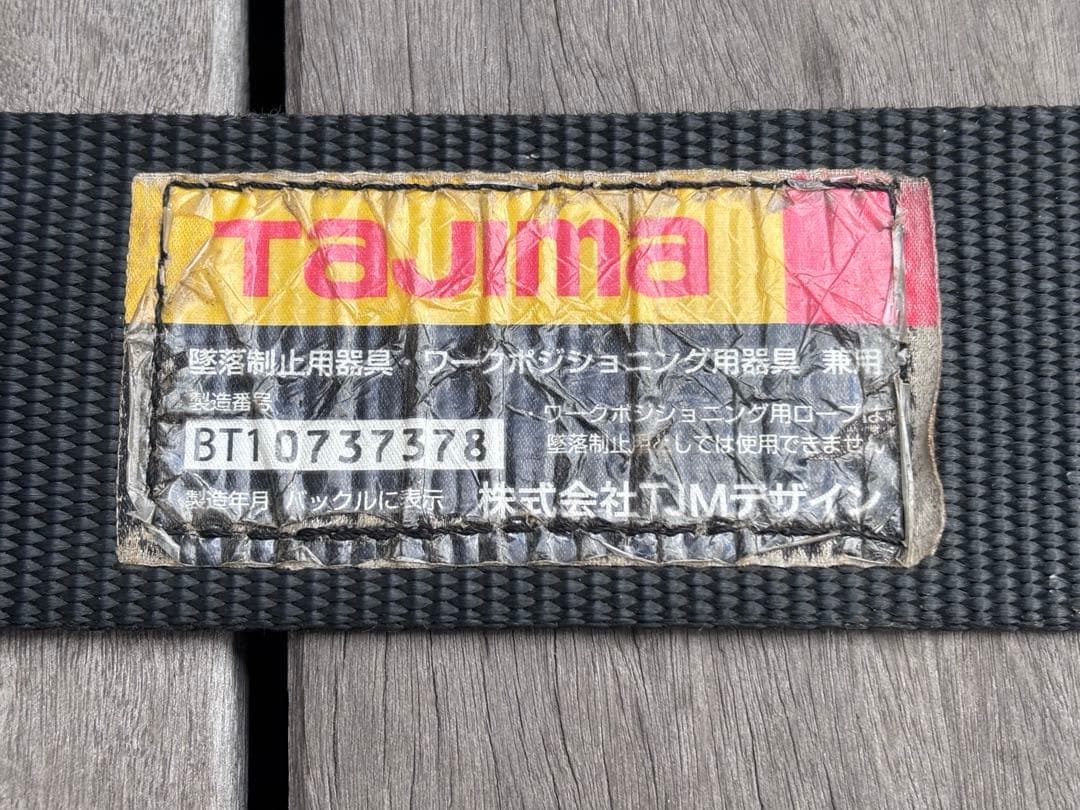 Tajima
墜落制止用器具・ワークポジショニング用器具 兼用
製造番号
BT10737378
・ワークポジショニング用ロープは
墜落制止用としては使用できません
製造年月 バックルに表示
株式会社TJMデザイン